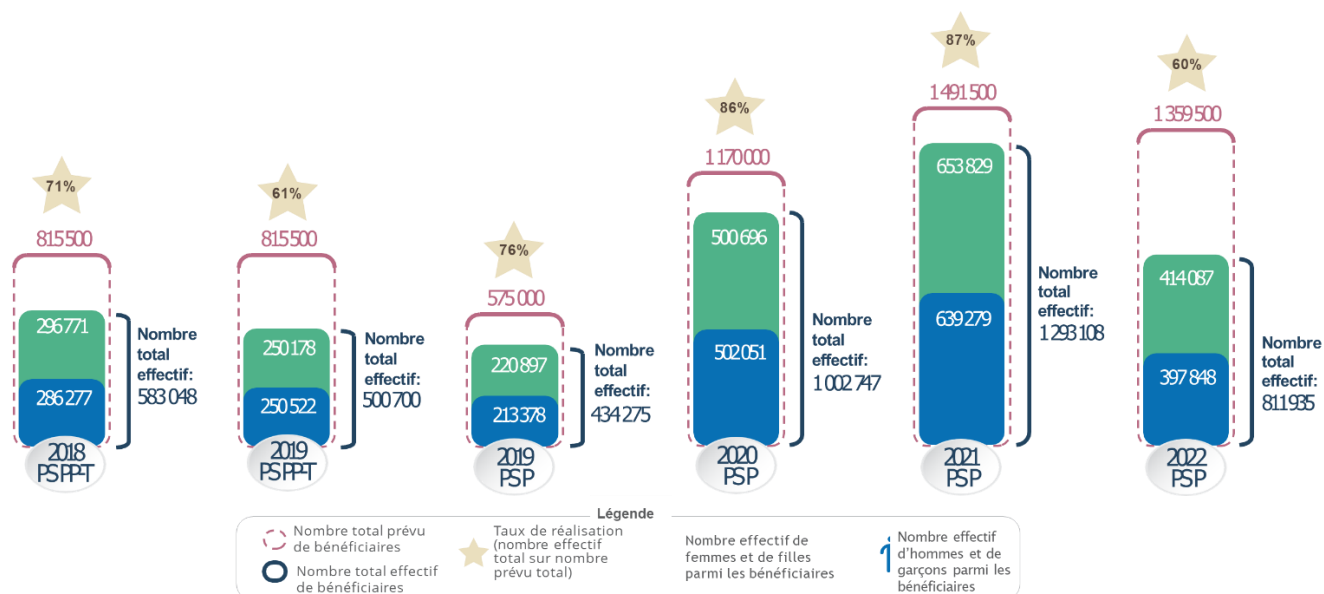 71%
815 500
296 771
286 277
Nombre
total
effectif:
583 048
2018
PSPP-T
61%
815 500
250 178
250 522
Nombre
total
effectif:
500 700
2019
PSPP-T
76%
575 000
220 897
213 378
Nombre
total
effectif:
434 275
2019
PSP
86%
1 170 000
500 696
502 051
Nombre
total
effectif:
1 002 747
2020
PSP
87%
1 491 500
653 829
639 279
Nombre
total
effectif:
1 293 108
2021
PSP
60%
1 359 500
414 087
397 848
Nombre
total
effectif:
811 935
2022
PSP
Légende
Nombre total prévu
de bénéficiaires
Nombre total effectif
de bénéficiaires
Taux de réalisation
(nombre effectif
total sur nombre
prévu total)
Nombre effectif de
femmes et de filles
parmi les bénéficiaires
Nombre effectif
d'hommes et de
garçons parmi les
bénéficiaires